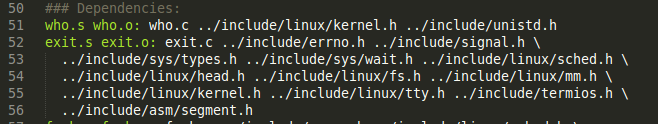 50 ### Dependencies:
51 who.s who.o: who.c ../include/linux/kernel.h ../include/unistd.h
52 exit.s exit.o: exit.c ../include/errno.h ../include/signal.h \
53 ../include/sys/types.h ../include/sys/wait.h ../include/linux/sched.h \
54 ../include/linux/head.h ../include/linux/fs.h ../include/linux/mm.h \
55 ../include/linux/kernel.h ../include/linux/tty.h ../include/termios.h \
56 ../include/asm/segment.h